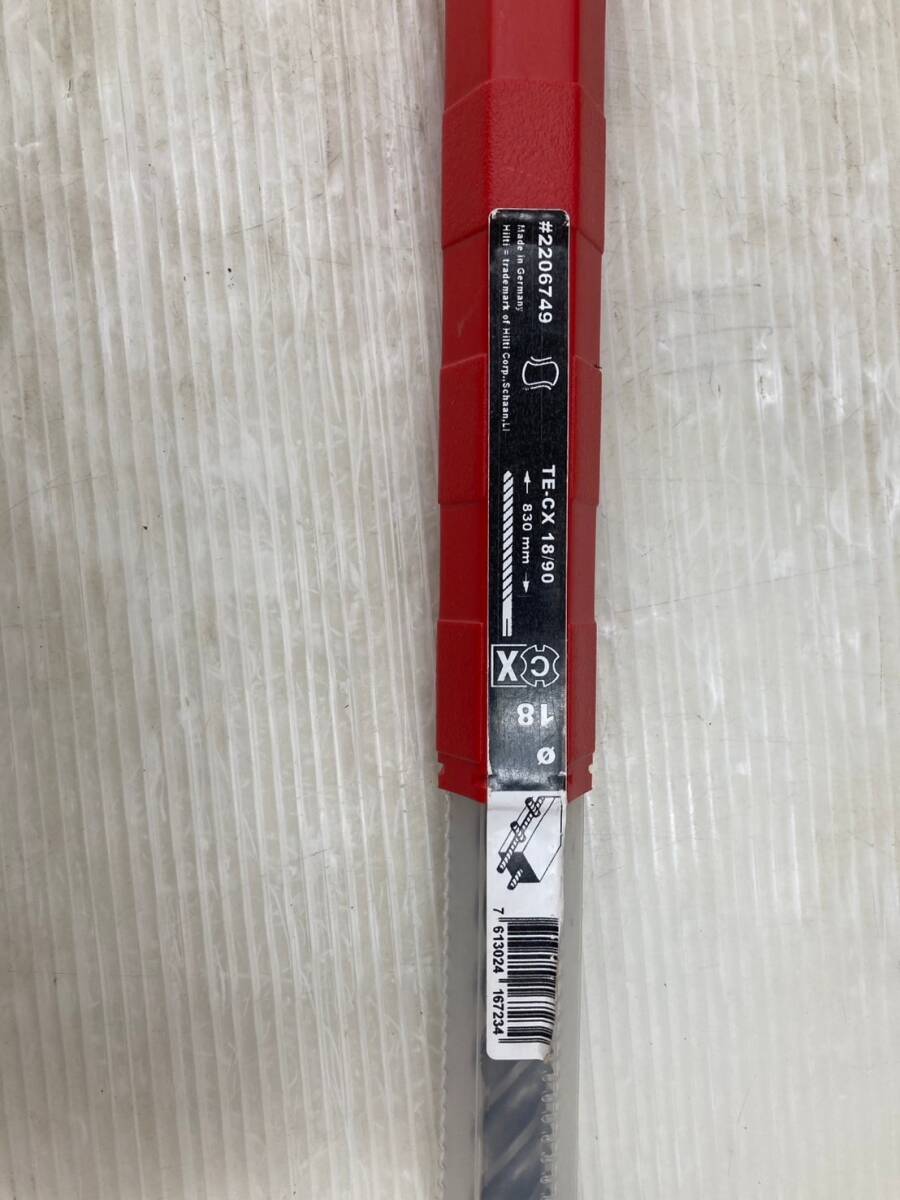 #2206749
Made in Germany
Hilti = trademark of Hilti Corp.,Schaan,LI
TE-CX 18/90
830 mm
C
X
Ø 18
7 613024 167234